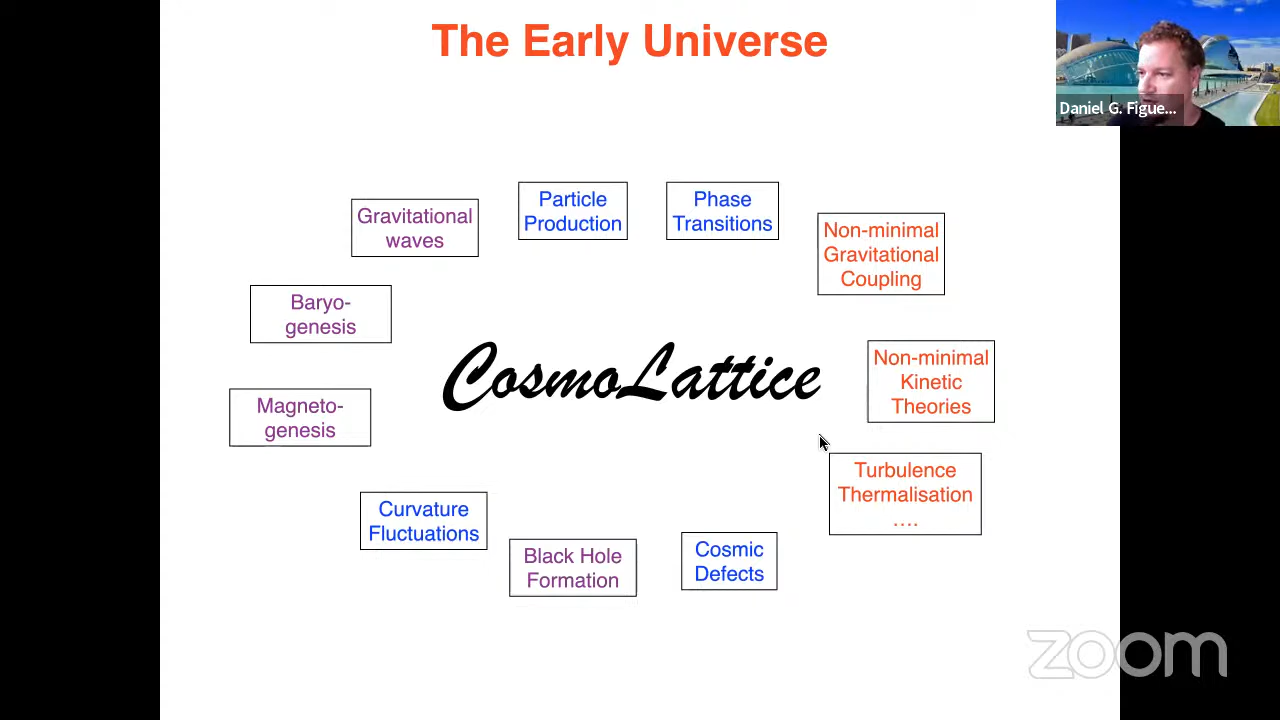 The Early Universe
Daniel G. Figue...
Particle
Production
Phase
Transitions
Gravitational
waves
Non-minimal
Gravitational
Coupling
Baryo-
genesis
CosmoLattice
Non-minimal
Kinetic
Theories
Magneto-
genesis
Turbulence
Thermalisation
....
Curvature
Fluctuations
Black Hole
Formation
Cosmic
Defects
zoom